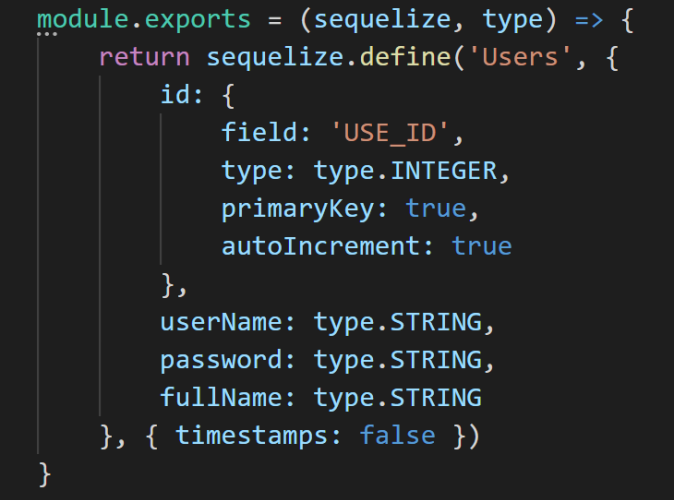 module.exports = (sequelize, type) => {
    return sequelize.define('Users', {
        id: {
            field: 'USE_ID',
            type: type.INTEGER,
            primaryKey: true,
            autoIncrement: true
        },
        userName: type.STRING,
        password: type.STRING,
        fullName: type.STRING
    }, { timestamps: false })
}